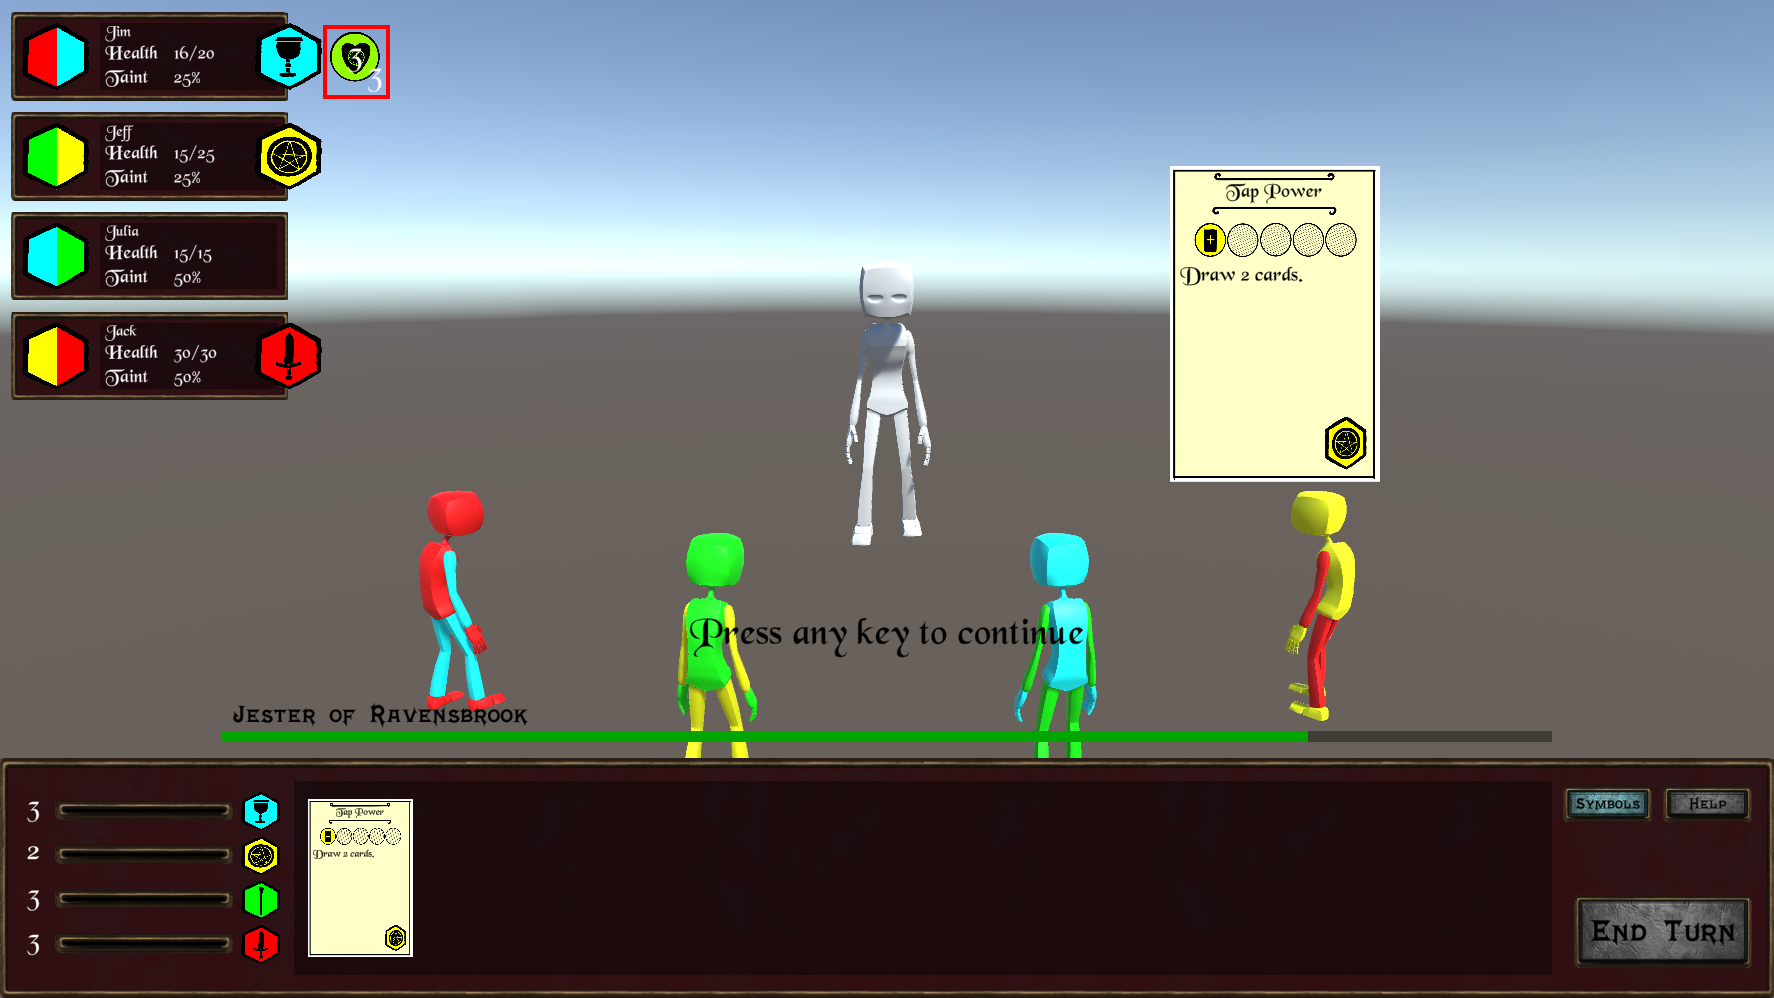 Jim
Health 16/20
Taint 25%
3
3
Jeff
Health 15/25
Taint 25%
Julia
Health 15/15
Taint 50%
Jack
Health 30/30
Taint 50%
Tap Power
Draw 2 cards.
Press any key to continue
Jester of Ravensbrook
3
2
3
3
Tap Power
Draw 2 cards.
Symbols
Help
End Turn